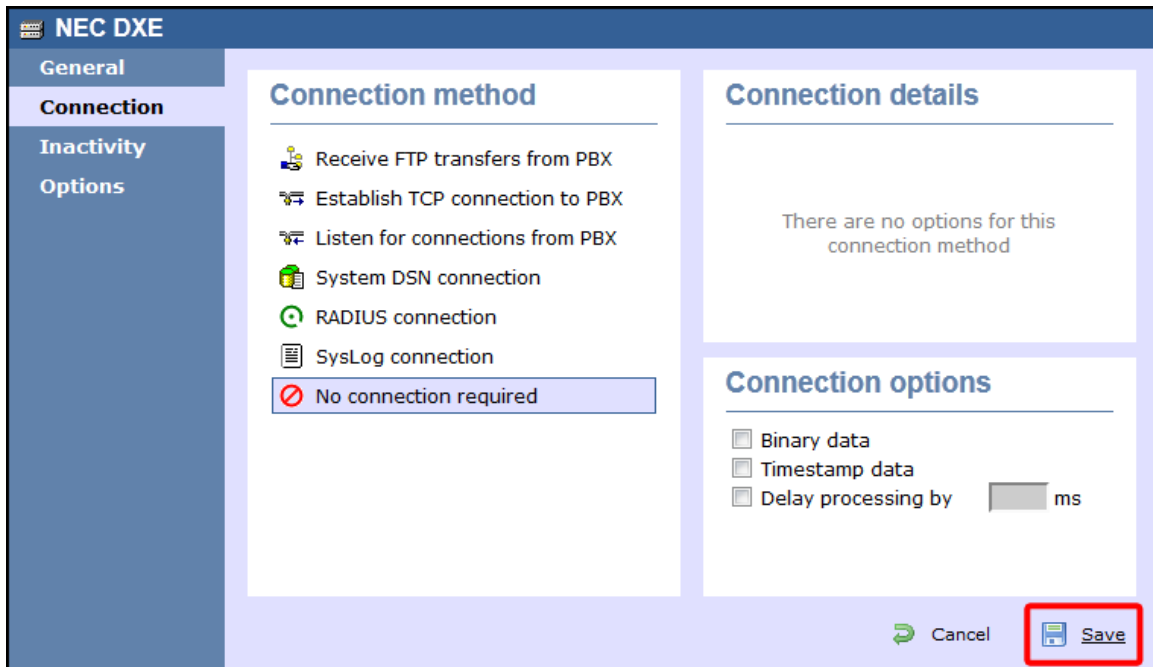 NEC DXE
General
Connection
Inactivity
Options
Connection method
Receive FTP transfers from PBX
Establish TCP connection to PBX
Listen for connections from PBX
System DSN connection
RADIUS connection
SysLog connection
No connection required
Connection details
There are no options for this
connection method
Connection options
Binary data
Timestamp data
Delay processing by ms
Cancel Save